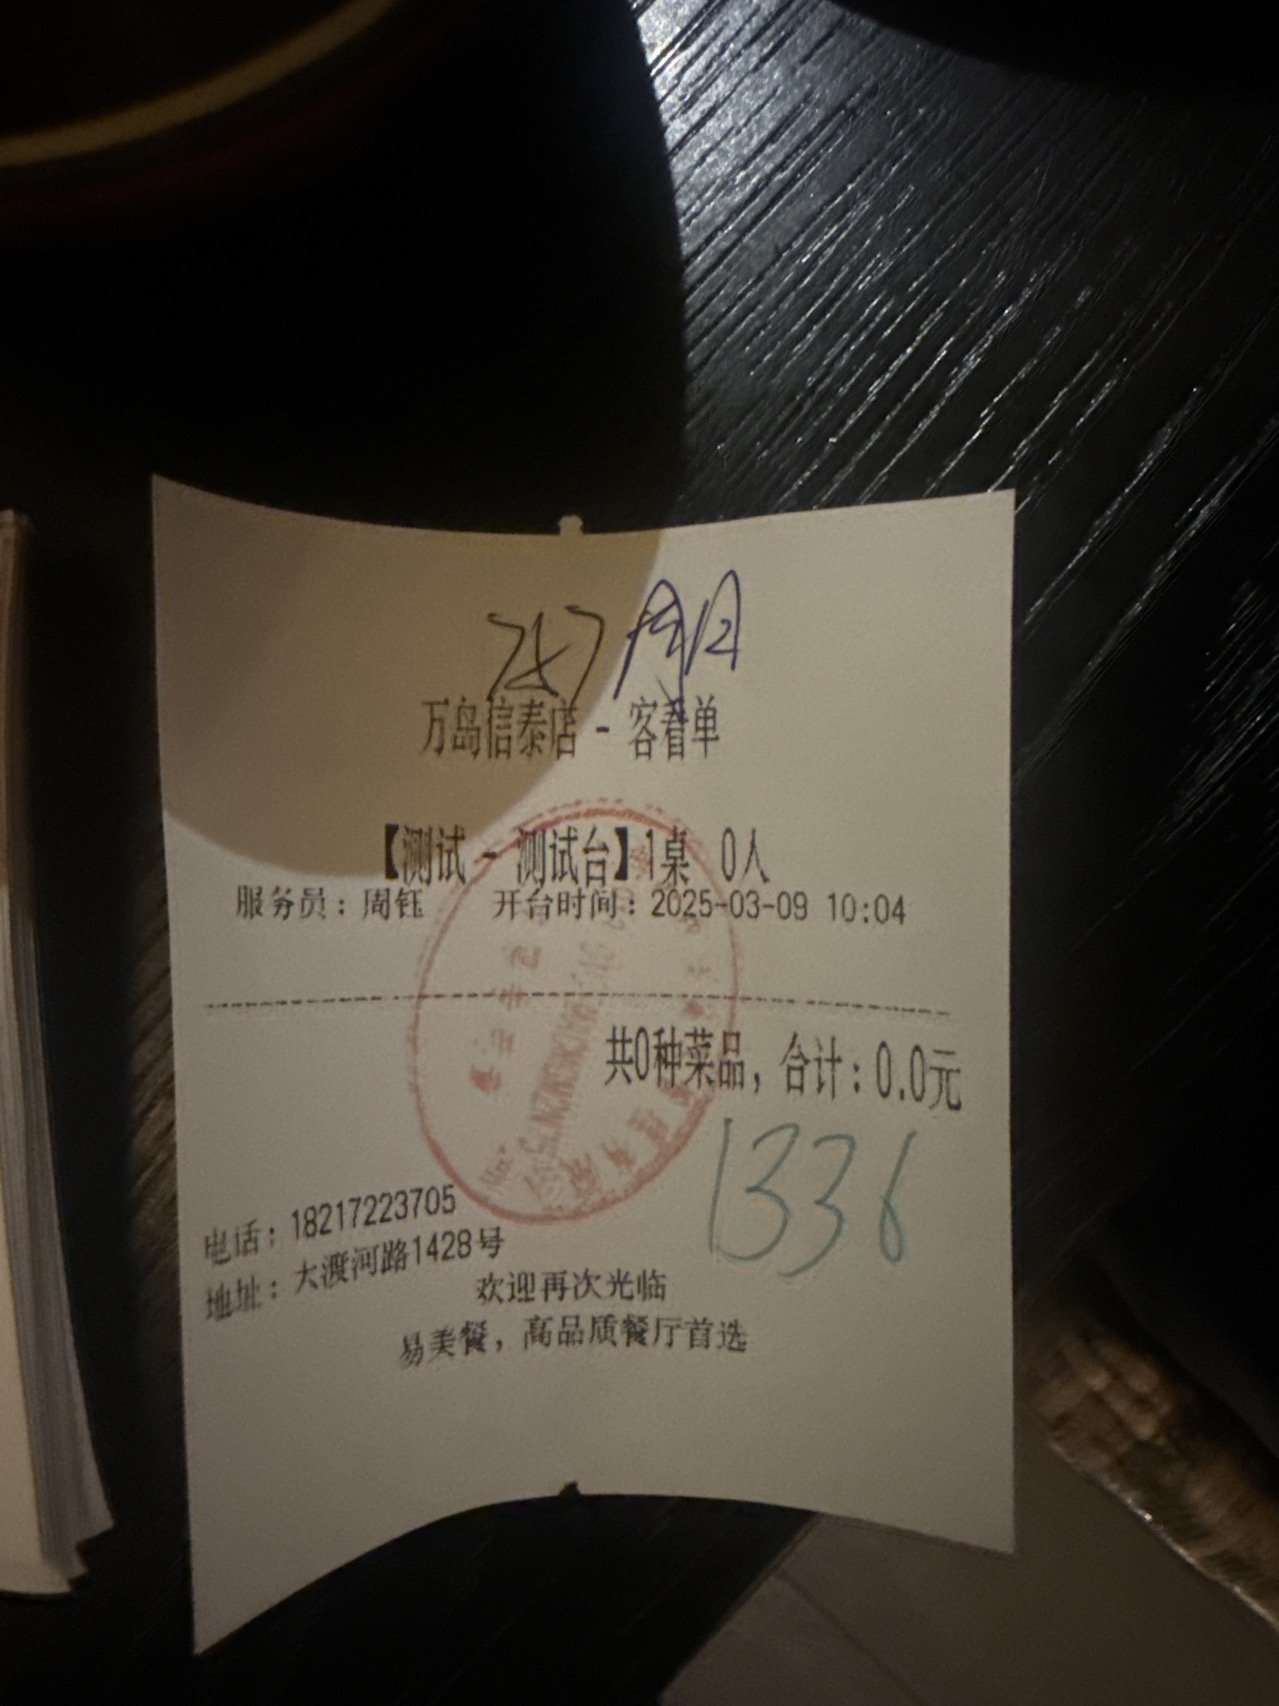 万岛信泰店 - 客看单
【测试 - 测试台】1桌 0人
服务员：周钰 开台时间：2025-03-09 10:04
共0种菜品，合计：0.0元
1336
电话：18217223705
地址：大渡河路1428号
欢迎再次光临
易美餐，高品质餐厅首选